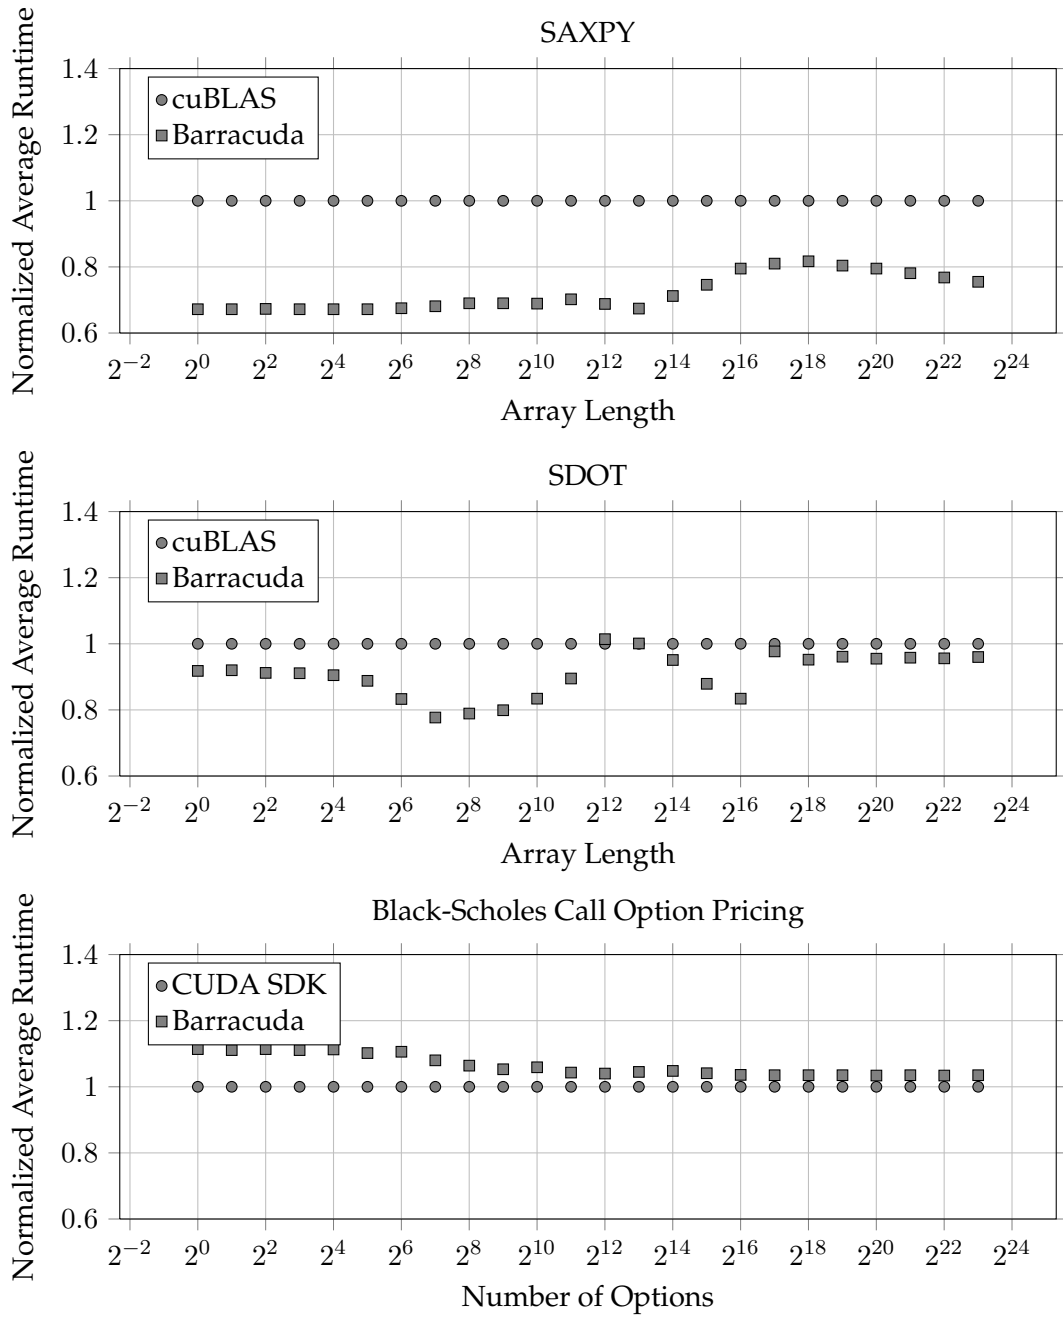 SAXPY
Normalized Average Runtime
1.4
1.2
1
0.8
0.6
cuBLAS
Barracuda
2^−2 2^0 2^2 2^4 2^6 2^8 2^10 2^12 2^14 2^16 2^18 2^20 2^22 2^24
Array Length
SDOT
Normalized Average Runtime
1.4
1.2
1
0.8
0.6
cuBLAS
Barracuda
2^−2 2^0 2^2 2^4 2^6 2^8 2^10 2^12 2^14 2^16 2^18 2^20 2^22 2^24
Array Length
Black-Scholes Call Option Pricing
Normalized Average Runtime
1.4
1.2
1
0.8
0.6
CUDA SDK
Barracuda
2^−2 2^0 2^2 2^4 2^6 2^8 2^10 2^12 2^14 2^16 2^18 2^20 2^22 2^24
Number of Options